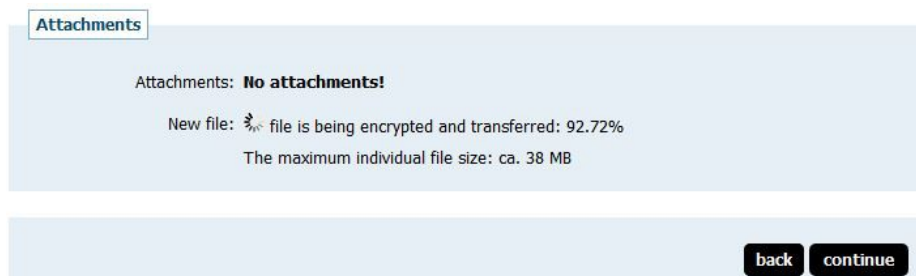 Attachments
Attachments: No attachments!
New file: file is being encrypted and transferred: 92.72%
The maximum individual file size: ca. 38 MB
back continue